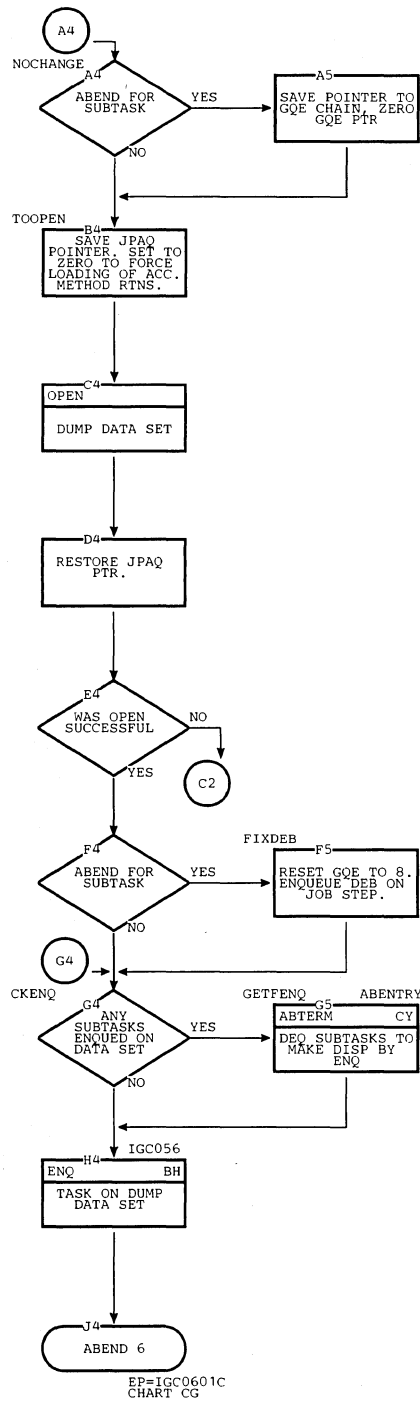 A4
NOCHANGE
A4
ABEND FOR
SUBTASK
YES
NO
A5
SAVE POINTER TO
GQE CHAIN, ZERO
GQE PTR
TOOPEN
B4
SAVE JPAQ
POINTER. SET TO
ZERO TO FORCE
LOADING OF ACC.
METHOD RTNS.
C4
OPEN
DUMP DATA SET
D4
RESTORE JPAQ
PTR.
E4
WAS OPEN
SUCCESSFUL
NO
C2
YES
F4
ABEND FOR
SUBTASK
YES
NO
FIXDEB
F5
RESET GQE TO 8.
ENQUEUE DEB ON
JOB STEP.
G4
CKENQ
G4
ANY
SUBTASKS
ENQUED ON
DATA SET
YES
NO
GETFENQ ABENTRY
G5
ABTERM CY
DEQ SUBTASKS TO
MAKE DISP BY
ENQ
IGC056
H4
ENQ BH
TASK ON DUMP
DATA SET
J4
ABEND 6
EP=IGC0601C
CHART CG